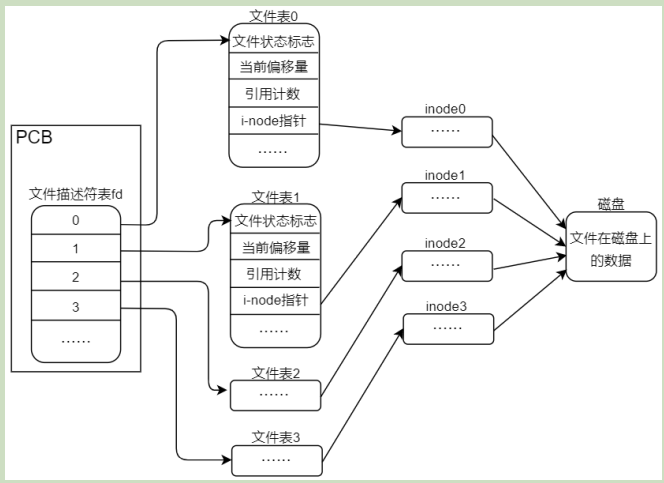 PCB
文件描述符表fd
0
1
2
3
……
文件表0
文件状态标志
当前偏移量
引用计数
i-node指针
……
文件表1
文件状态标志
当前偏移量
引用计数
i-node指针
……
文件表2
……
文件表3
……
inode0
……
inode1
……
inode2
……
inode3
……
磁盘
文件在磁盘上
的数据